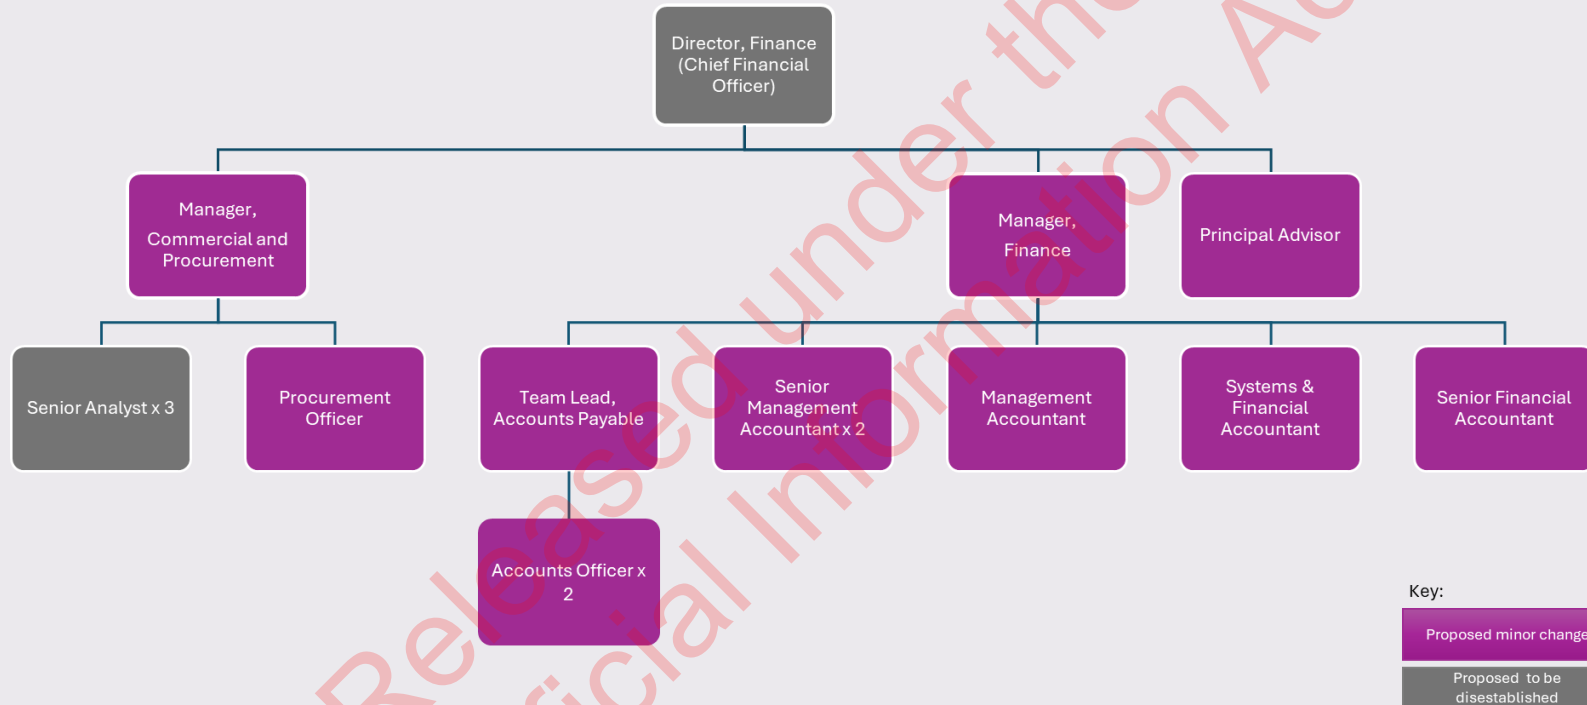 Director, Finance
(Chief Financial
Officer)
Manager,
Commercial and
Procurement
Manager,
Finance
Principal Advisor
Senior Analyst x 3
Procurement
Officer
Team Lead,
Accounts Payable
Senior
Management
Accountant x 2
Management
Accountant
Systems &
Financial
Accountant
Senior Financial
Accountant
Accounts Officer x
2
Key:
Proposed minor change
Proposed to be
disestablished
Released under the
Official Information Act